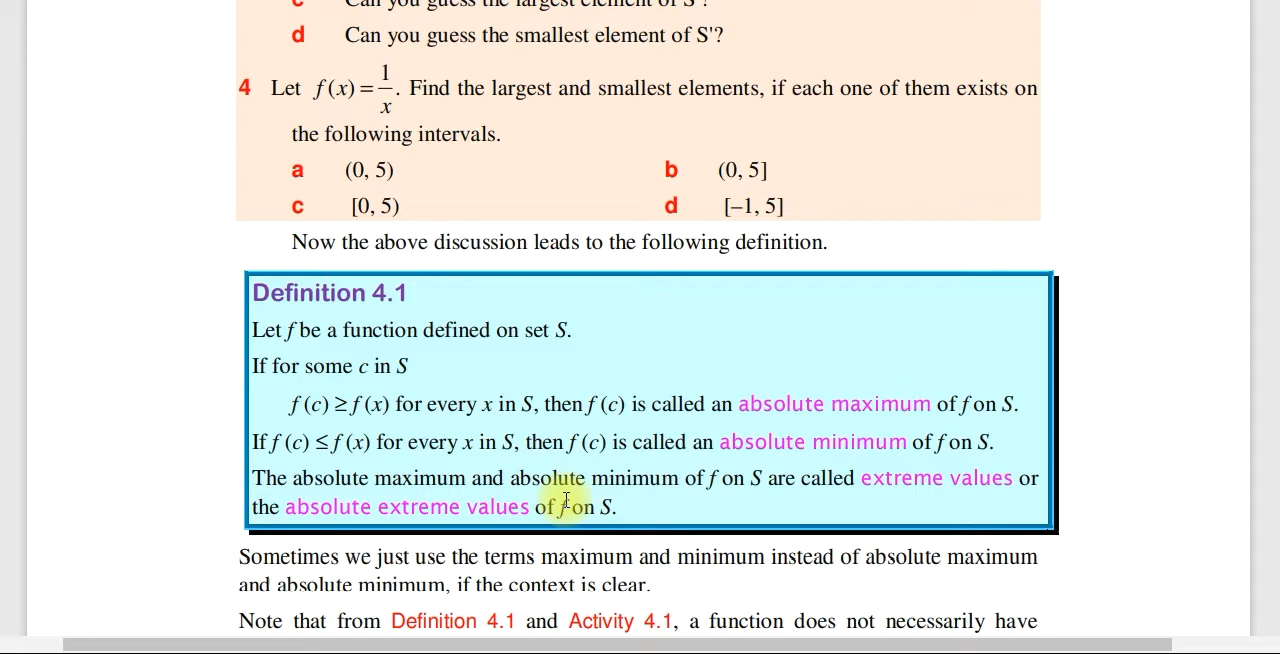 c Can you guess the largest element of S'?
d Can you guess the smallest element of S'?
4 Let f(x) = 1/x. Find the largest and smallest elements, if each one of them exists on
the following intervals.
a (0, 5) b (0, 5]
c [0, 5) d [–1, 5]
Now the above discussion leads to the following definition.
Definition 4.1
Let f be a function defined on set S.
If for some c in S
f (c) ≥ f (x) for every x in S, then f (c) is called an absolute maximum of f on S.
If f (c) ≤ f (x) for every x in S, then f (c) is called an absolute minimum of f on S.
The absolute maximum and absolute minimum of f on S are called extreme values or
the absolute extreme values of f on S.
Sometimes we just use the terms maximum and minimum instead of absolute maximum
and absolute minimum, if the context is clear.
Note that from Definition 4.1 and Activity 4.1, a function does not necessarily have